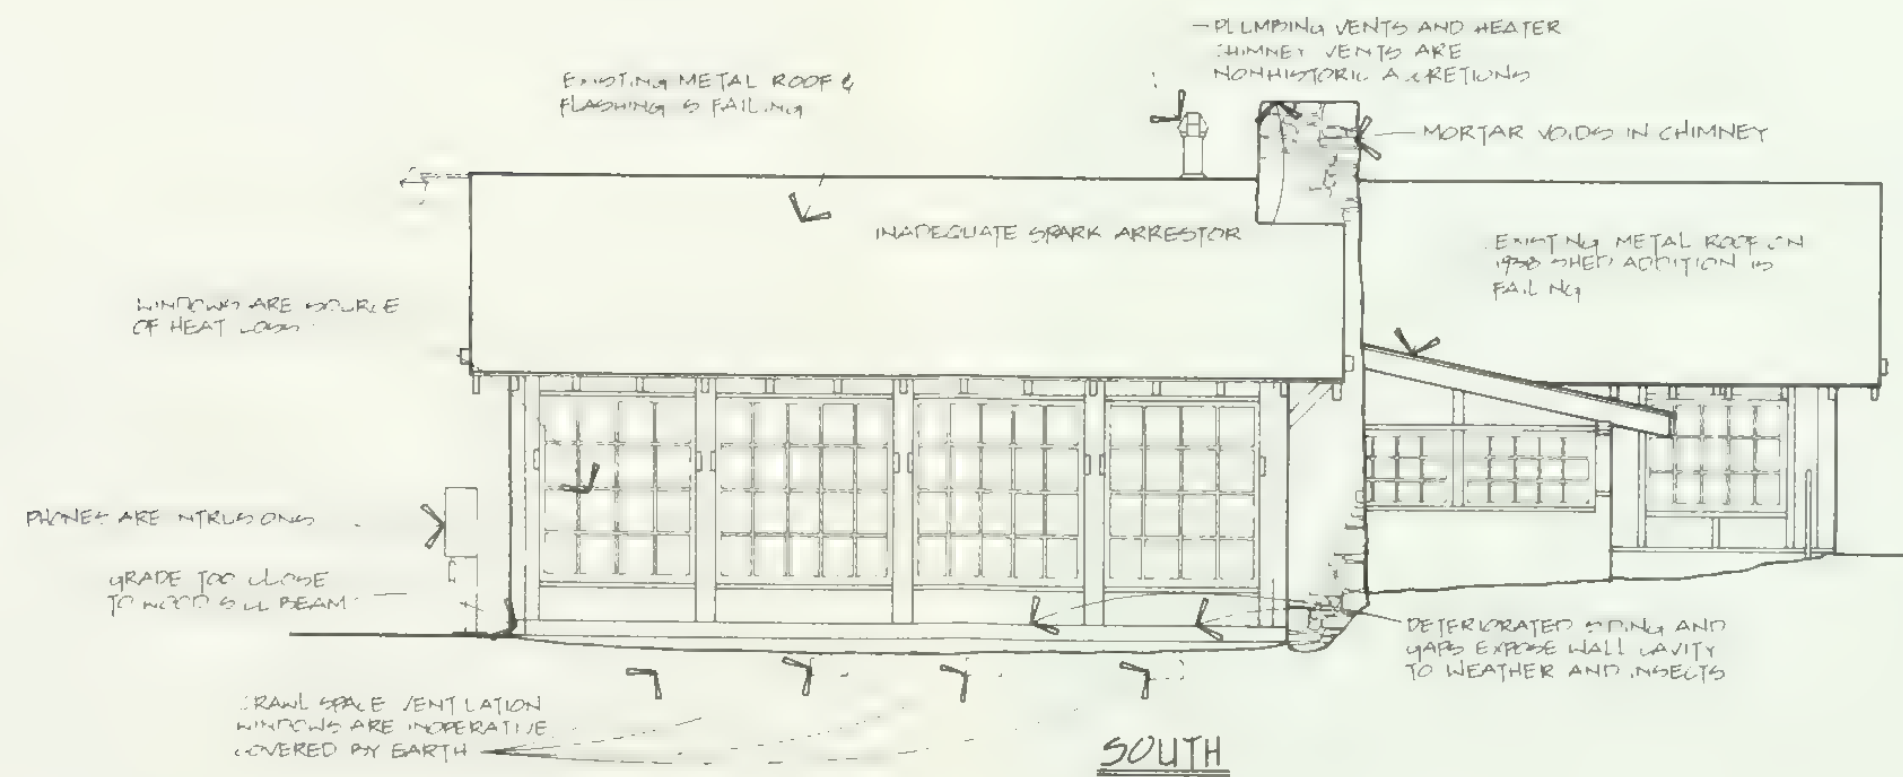 PLUMBING VENTS AND HEATER
CHIMNEY VENTS ARE
NONHISTORIC ACCRETIONS
EXISTING METAL ROOF &
FLASHING IS FAILING
MORTAR VOIDS IN CHIMNEY
INADEQUATE SPARK ARRESTOR
EXISTING METAL ROOF ON
1938 SHED ADDITION IS
FAILING
WINDOWS ARE SOURCE
OF HEAT LOSS
PHONES ARE INTRUSIONS
GRADE TOO CLOSE
TO WOOD SILL BEAM
DETERIORATED SIDING AND
GAPS EXPOSE WALL CAVITY
TO WEATHER AND INSECTS
CRAWL SPACE VENTILATION
WINDOWS ARE INOPERATIVE
COVERED BY EARTH
SOUTH